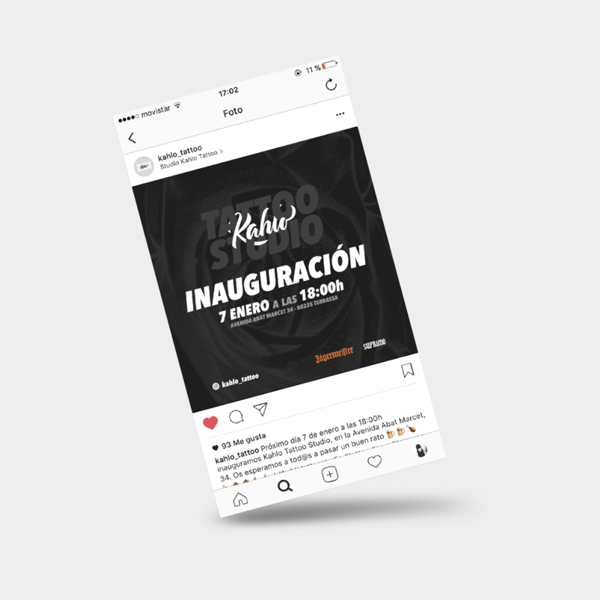 movistar 17:02 11 %
Foto
kahlo_tattoo
Studio Kahlo Tattoo >
TATTOO
Kahlo
STUDIO
INAUGURACIÓN
7 ENERO A LAS 18:00h
AVENIDA ABAT MARCET 34 - 08225 TERRASSA
Jägermeister
kahlo_tattoo
93 Me gusta
kahlo_tattoo Próximo día 7 de enero a las 18:00h
inauguramos Kahlo Tattoo Studio, en la Avenida Abat Marcet,
34. Os esperamos a tod@s a pasar un buen rato 🍻🍻